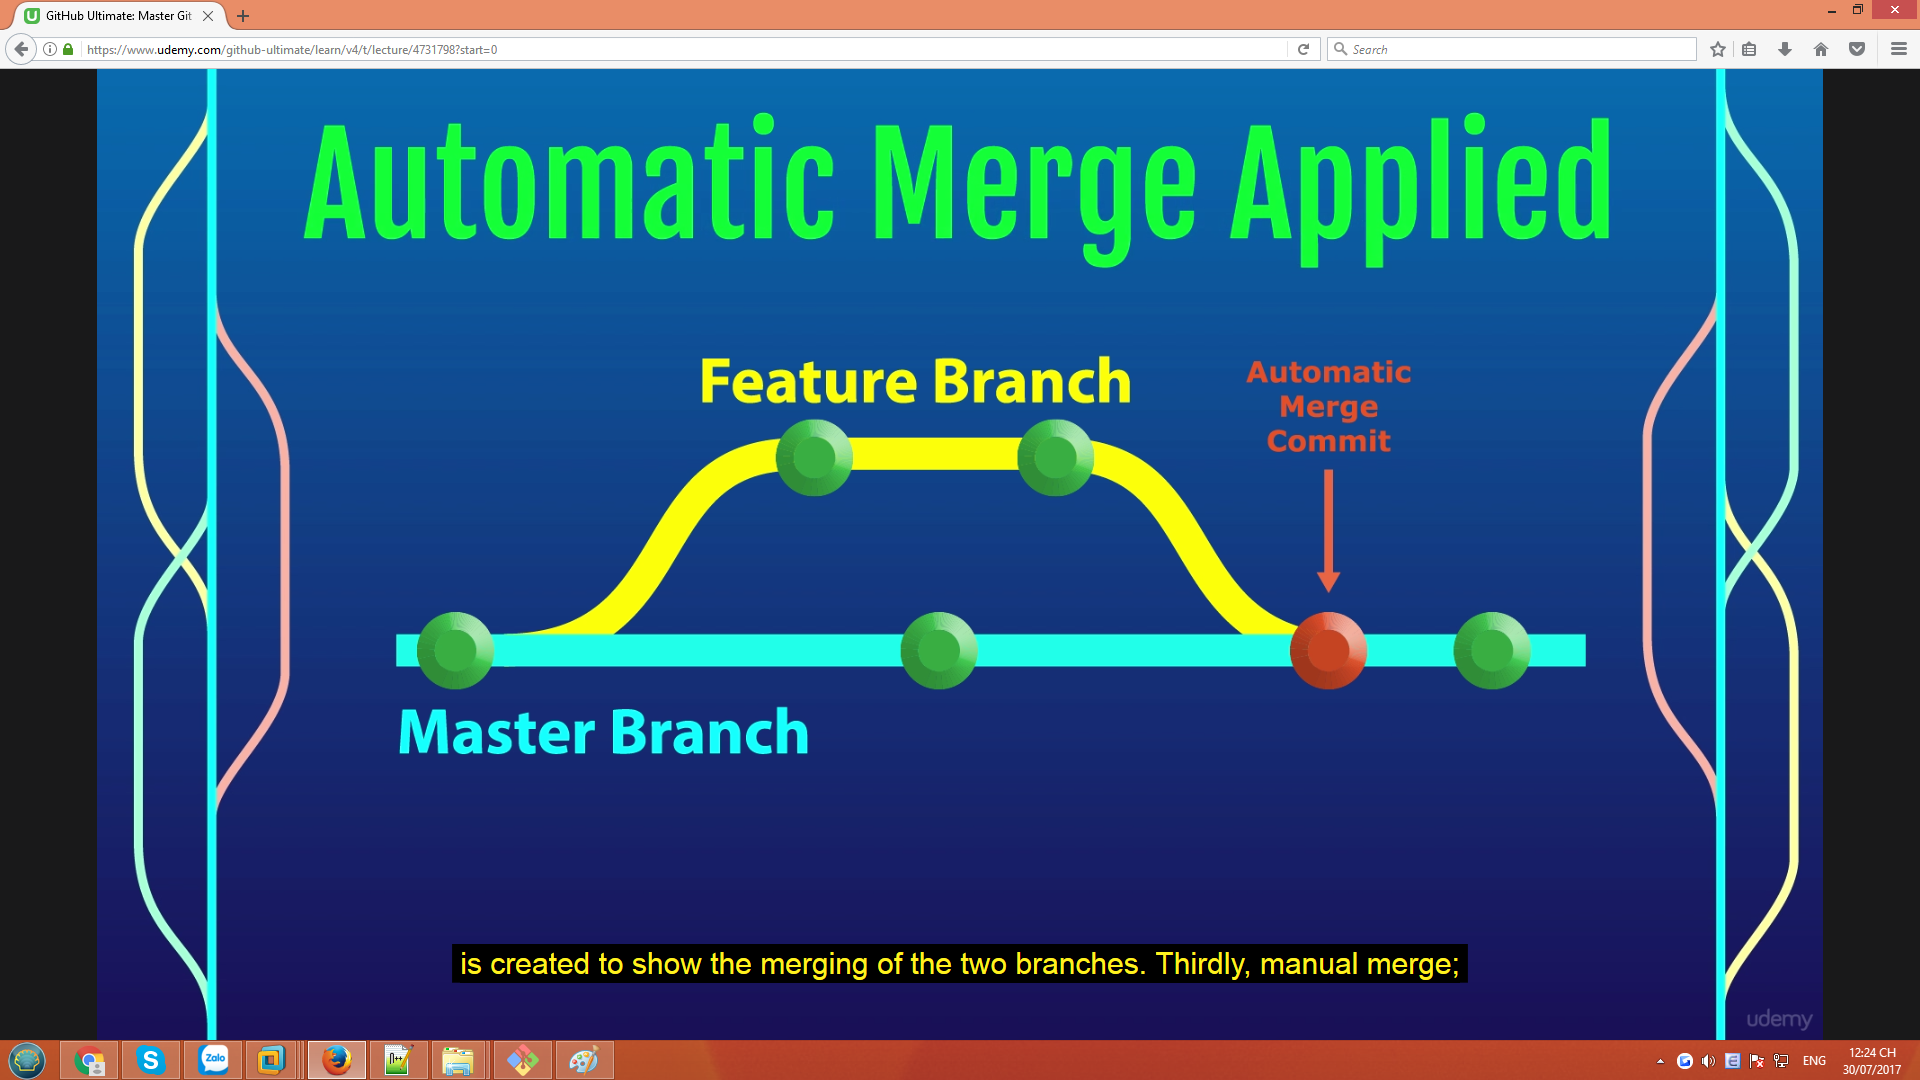 GitHub Ultimate: Master Git
https://www.udemy.com/github-ultimate/learn/v4/t/lecture/4731798?start=0
Search
Automatic Merge Applied
Feature Branch
Automatic
Merge
Commit
Master Branch
is created to show the merging of the two branches. Thirdly, manual merge;
udemy
Zalo
ENG
12:24 CH
30/07/2017